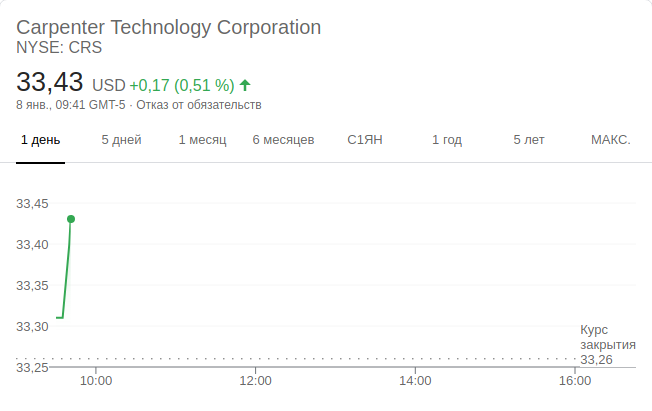 Carpenter Technology Corporation
NYSE: CRS
33,43 USD +0,17 (0,51 %)
8 янв., 09:41 GMT-5 · Отказ от обязательств
1 день 5 дней 1 месяц 6 месяцев С1ЯН 1 год 5 лет МАКС.
33,45
33,40
33,35
33,30
33,25
Курс
закрытия
33,26
10:00 12:00 14:00 16:00